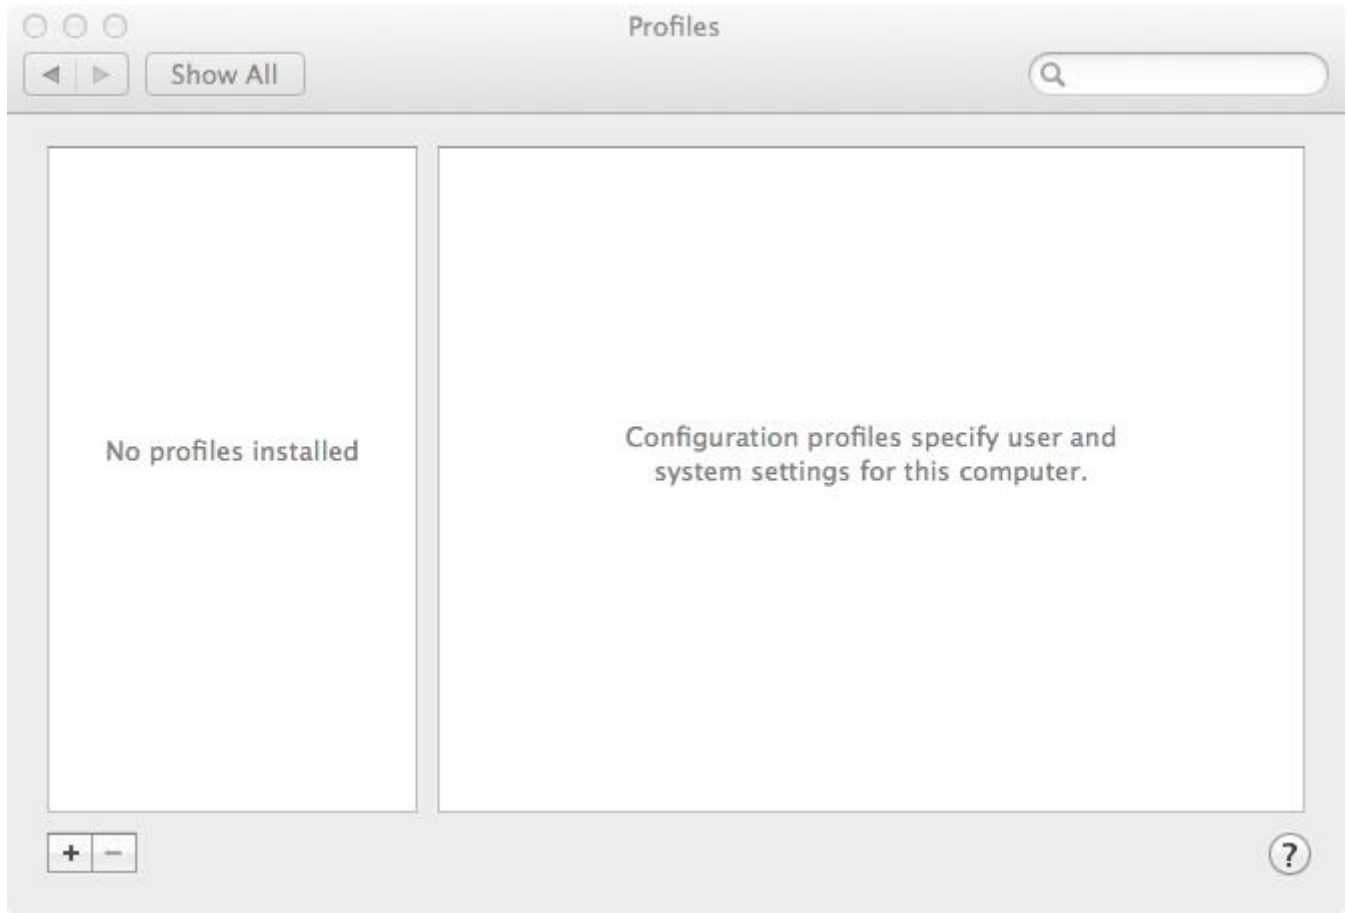 Profiles
Show All
No profiles installed
Configuration profiles specify user and
system settings for this computer.
+ −
?